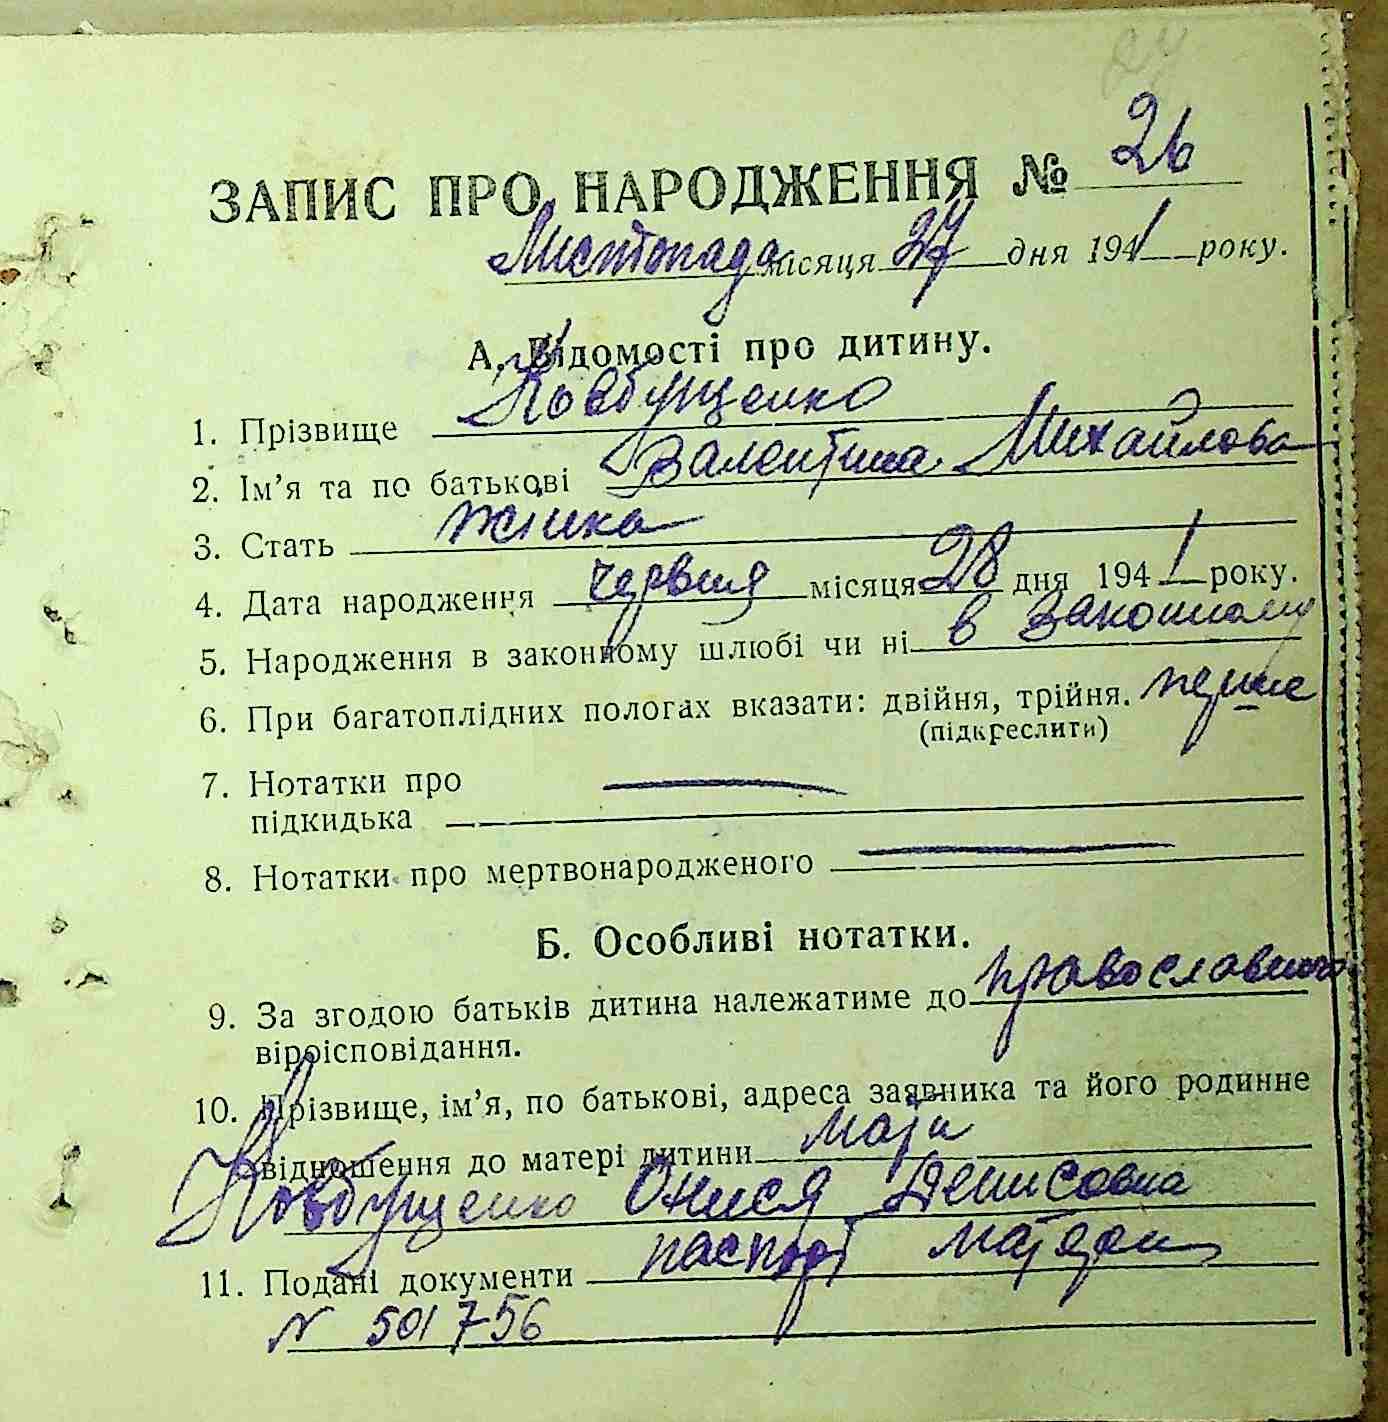 24
ЗАПИС ПРО НАРОДЖЕННЯ № 26
Листопада місяця 27 дня 1941 року.
А. Відомості про дитину.
1. Прізвище Ковбущенко
2. Ім'я та по батькові Валентина Михайловна
3. Стать жінка
4. Дата народження червня місяця 28 дня 1941 року.
5. Народження в законному шлюбі чи ні в законному
6. При багатоплідних пологах вказати: двійня, трійня. перше
(підкреслити)
7. Нотатки про
підкидька
8. Нотатки про мертвонародженого
Б. Особливі нотатки.
9. За згодою батьків дитина належатиме до православного
віроісповідання.
10. Прізвище, ім'я, по батькові, адреса заявника та його родинне
відношення до матері дитини мати
Ковбущенко Онися Денисовна
11. Подані документи паспорт матери
№ 501756